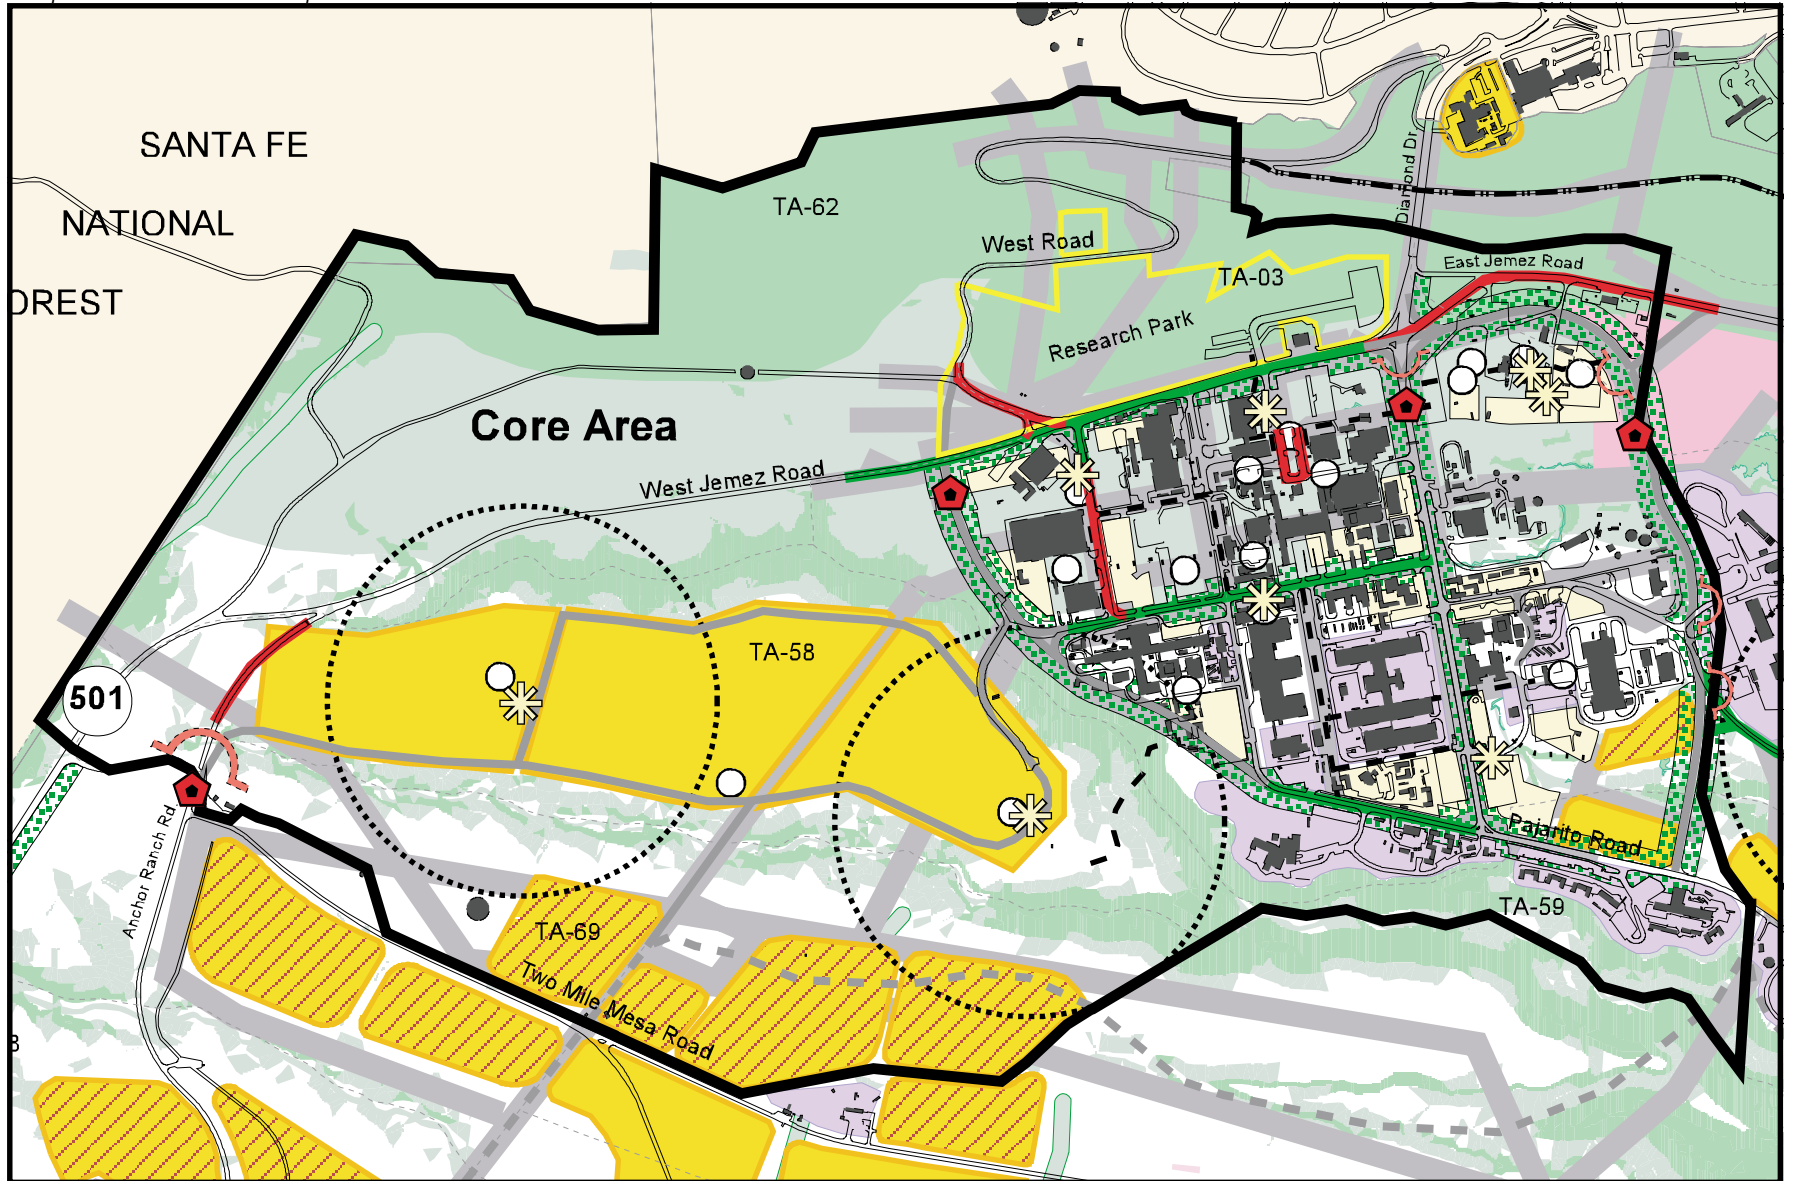 SANTA FE
NATIONAL
OREST
TA-62
West Road
TA-03
Diamond Dr
East Jemez Road
Research Park
Core Area
West Jemez Road
TA-58
501
Anchor Ranch Rd
TA-69
Two Mile Mesa Road
Pajarito Road
TA-59